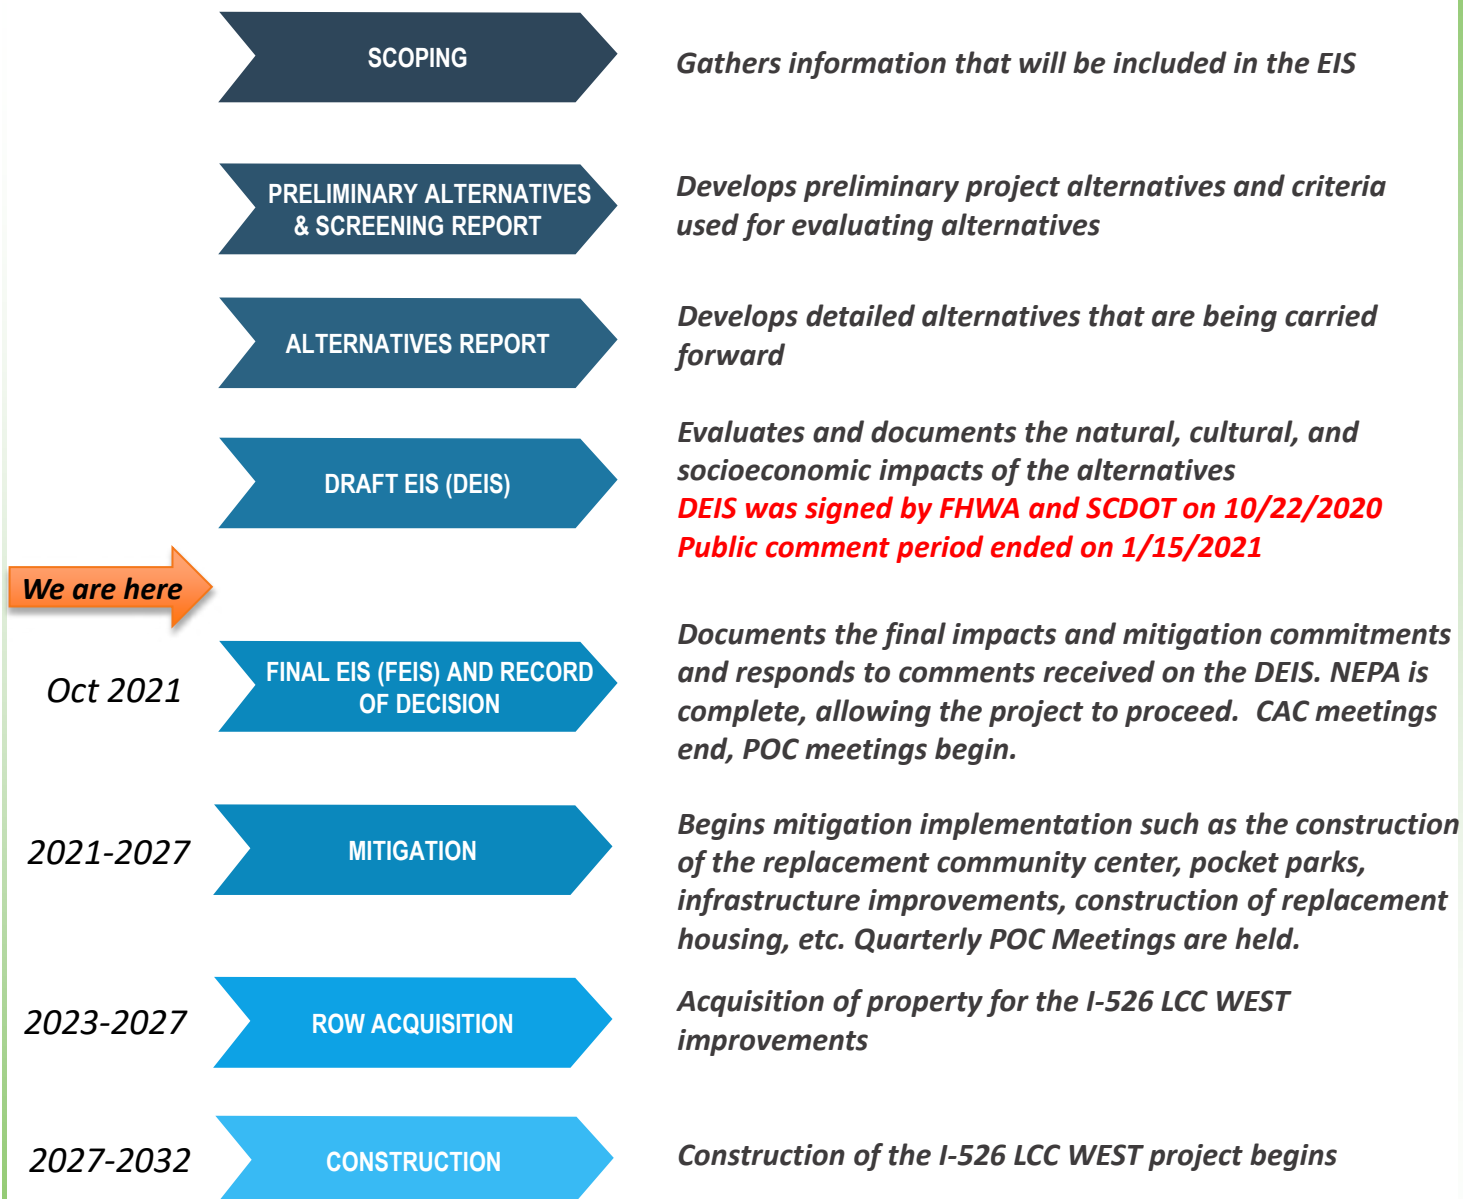 SCOPING
Gathers information that will be included in the EIS
PRELIMINARY ALTERNATIVES
& SCREENING REPORT
Develops preliminary project alternatives and criteria
used for evaluating alternatives
ALTERNATIVES REPORT
Develops detailed alternatives that are being carried
forward
DRAFT EIS (DEIS)
Evaluates and documents the natural, cultural, and
socioeconomic impacts of the alternatives
DEIS was signed by FHWA and SCDOT on 10/22/2020
Public comment period ended on 1/15/2021
We are here
Oct 2021
FINAL EIS (FEIS) AND RECORD
OF DECISION
Documents the final impacts and mitigation commitments
and responds to comments received on the DEIS. NEPA is
complete, allowing the project to proceed.  CAC meetings
end, POC meetings begin.
2021-2027
MITIGATION
Begins mitigation implementation such as the construction
of the replacement community center, pocket parks,
infrastructure improvements, construction of replacement
housing, etc. Quarterly POC Meetings are held.
2023-2027
ROW ACQUISITION
Acquisition of property for the I-526 LCC WEST
improvements
2027-2032
CONSTRUCTION
Construction of the I-526 LCC WEST project begins